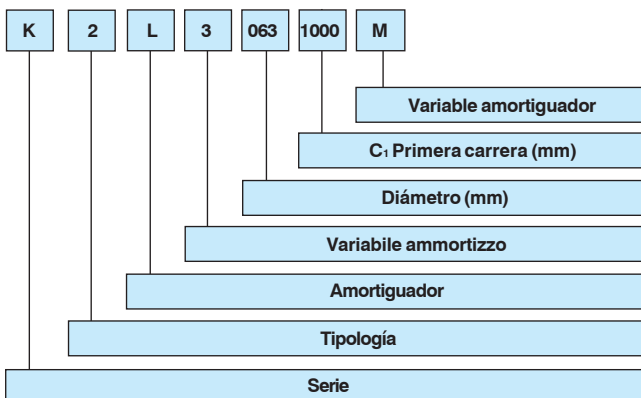 K 2 L 3 063 1000 M
Variable amortiguador
C₁ Primera carrera (mm)
Diámetro (mm)
Variabile ammortizzo
Amortiguador
Tipología
Serie